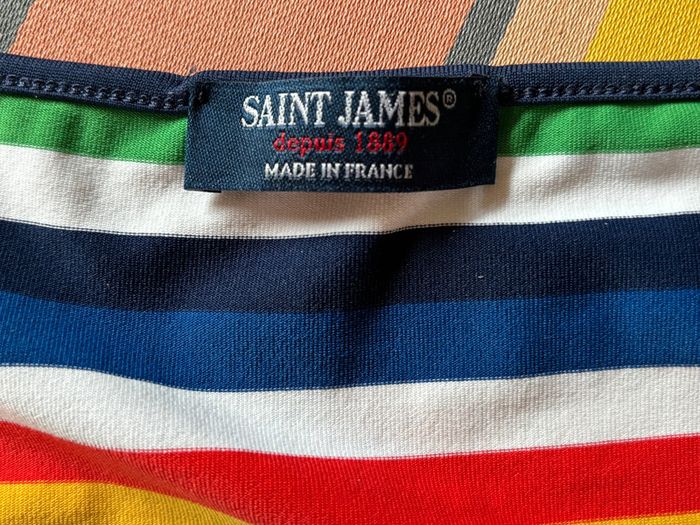 SAINT JAMES®
depuis 1889
MADE IN FRANCE